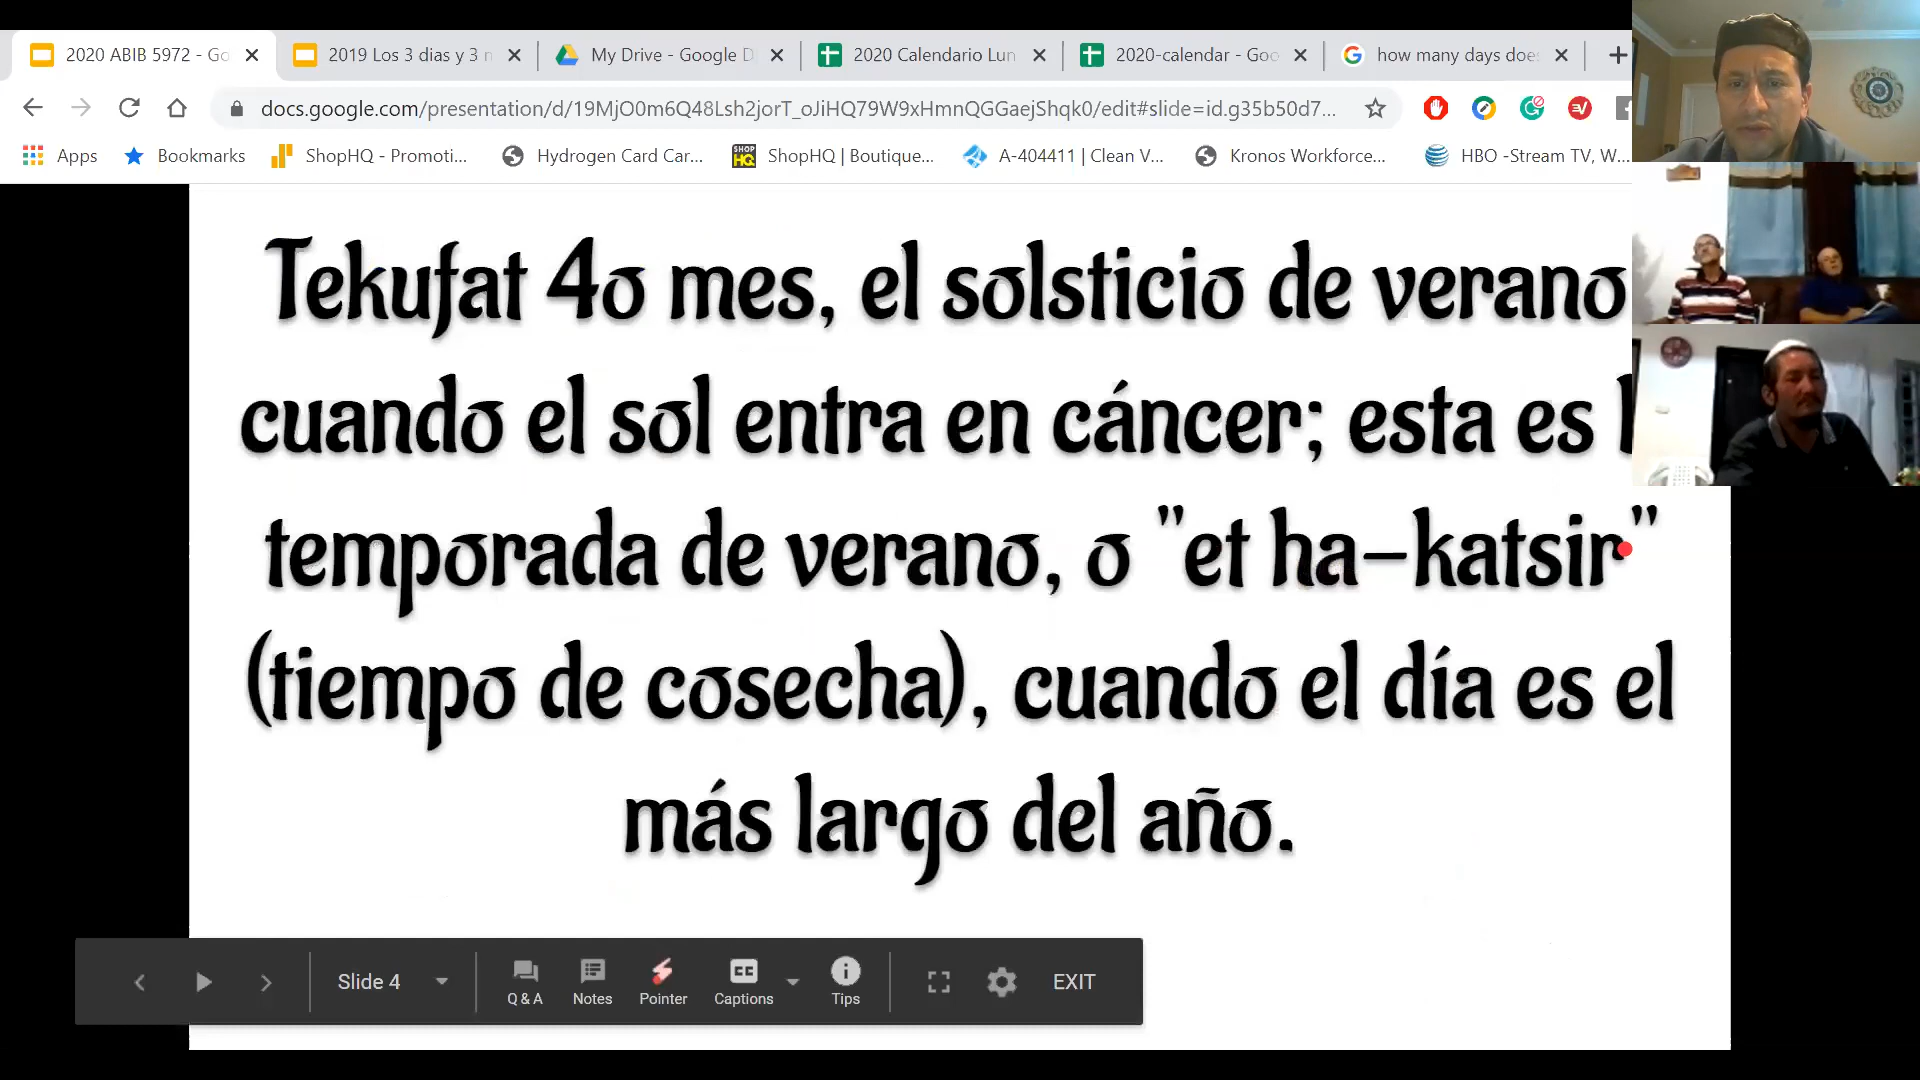 2020 ABIB 5972 - Go
2019 Los 3 dias y 3 n
My Drive - Google D
2020 Calendario Lun
2020-calendar - Goo
how many days does
docs.google.com/presentation/d/19MjO0m6Q48Lsh2jorT_oJiHQ79W9xHmnQGGaejShqk0/edit#slide=id.g35b50d7...
Apps
Bookmarks
ShopHQ - Promoti...
Hydrogen Card Car...
SHOP HQ
ShopHQ | Boutique...
A-404411 | Clean V...
Kronos Workforce...
HBO -Stream TV, W...
Tekufat 4o mes, el solsticio de verano
cuando el sol entra en cáncer; esta es l
temporada de verano, o "et ha-katsir"
(tiempo de cosecha), cuando el día es el
más largo del año.
Slide 4
Q & A
Notes
Pointer
CC
Captions
Tips
EXIT